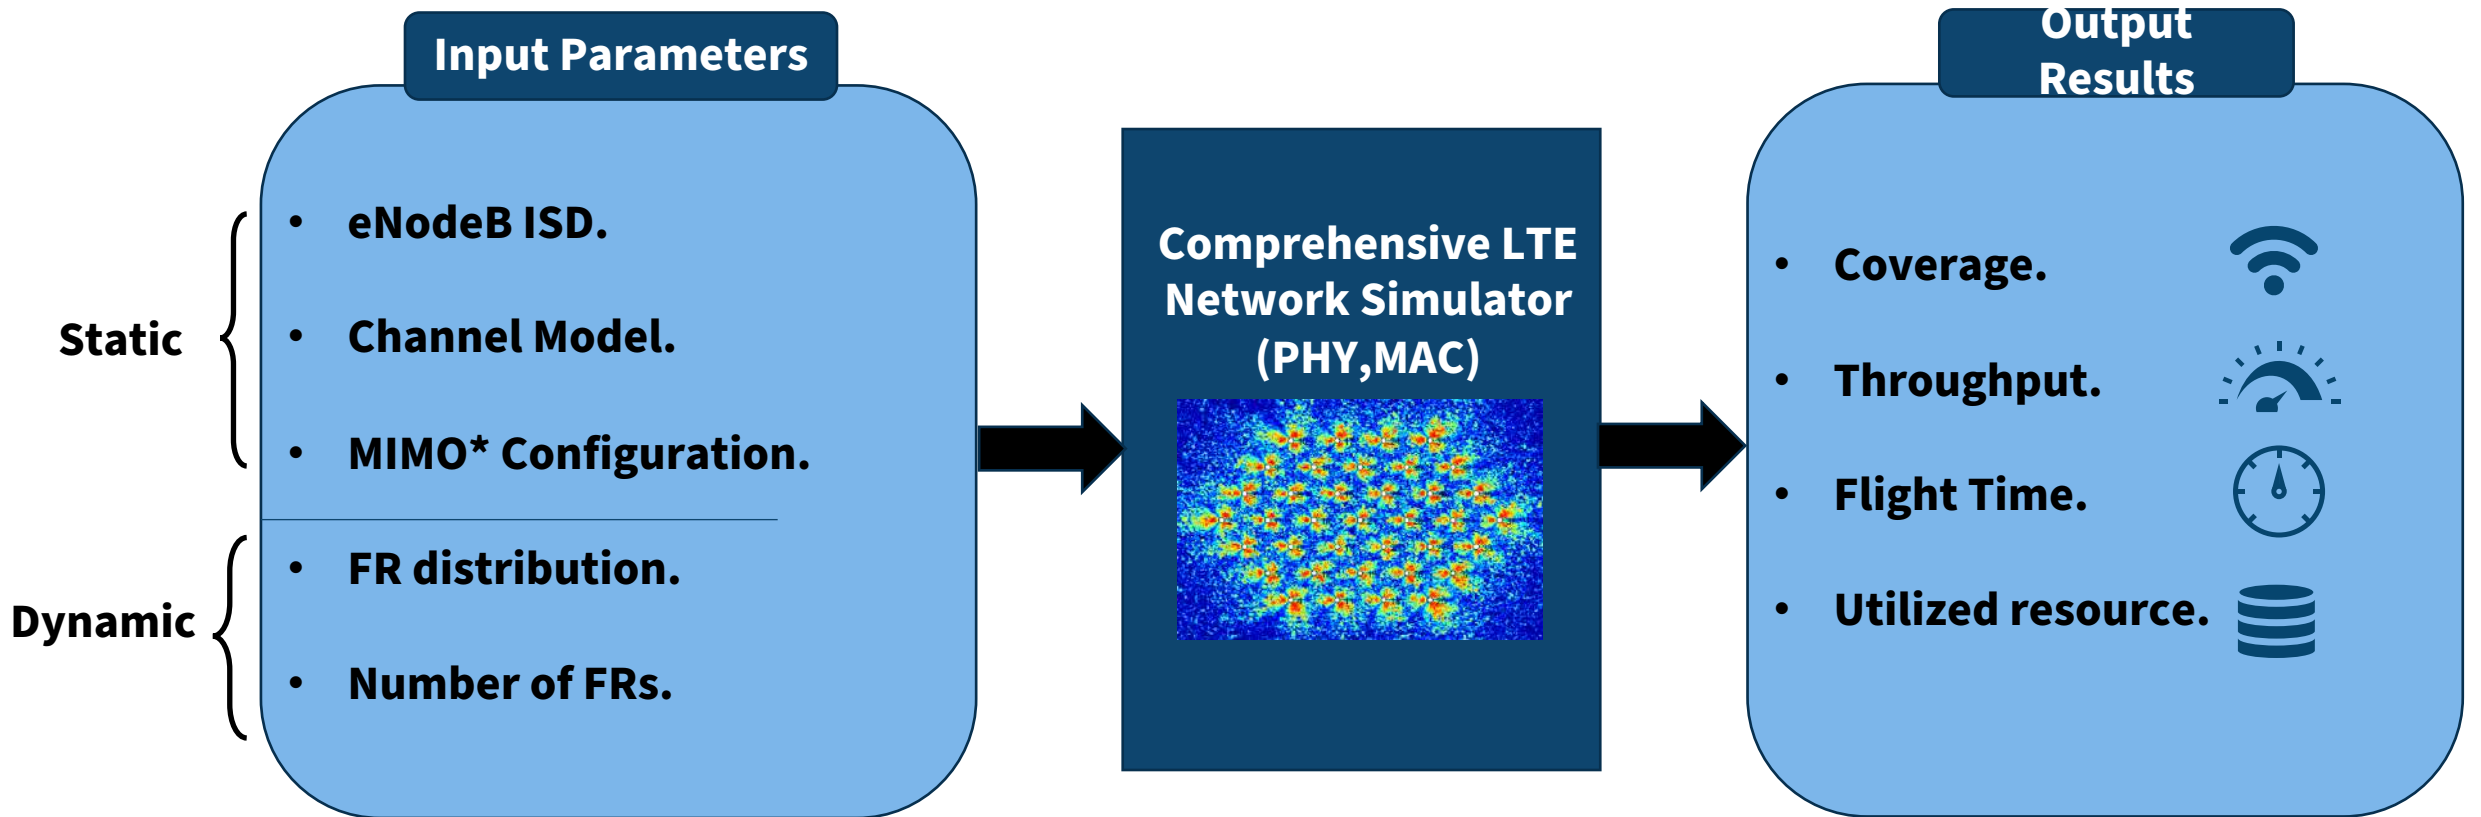 Input Parameters
Static
• eNodeB ISD.
• Channel Model.
• MIMO* Configuration.
Dynamic
• FR distribution.
• Number of FRs.
Comprehensive LTE
Network Simulator
(PHY,MAC)
Output
Results
• Coverage.
• Throughput.
• Flight Time.
• Utilized resource.